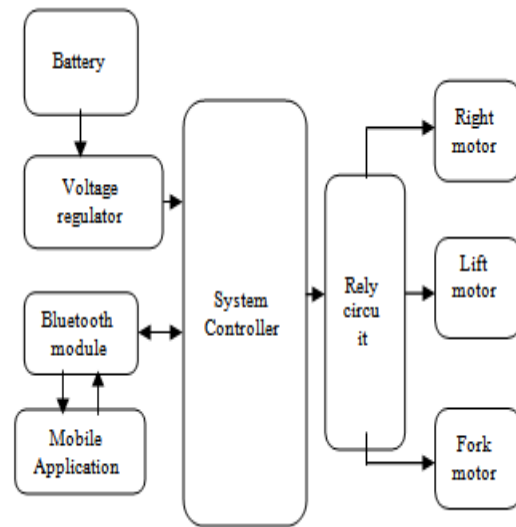 Battery
Voltage
regulator
Bluetooth
module
Mobile
Application
System
Controller
Rely
circu
it
Right
motor
Lift
motor
Fork
motor